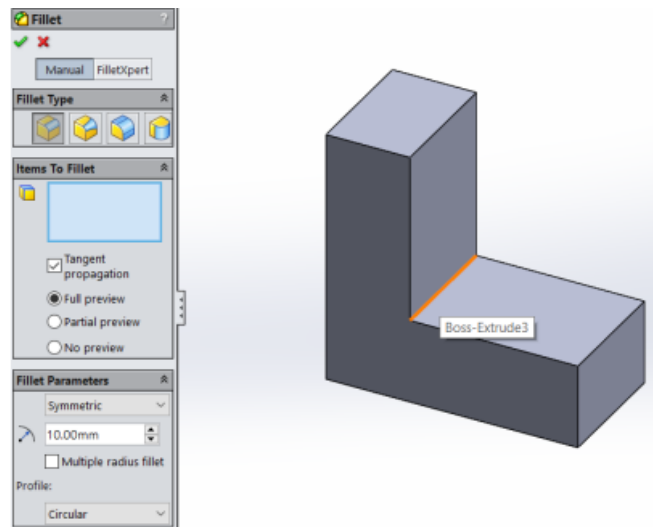 Fillet ?
Manual FilletXpert
Fillet Type
Items To Fillet
Tangent
propagation
Full preview
Partial preview
No preview
Boss-Extrude3
Fillet Parameters
Symmetric
10.00mm
Multiple radius fillet
Profile:
Circular